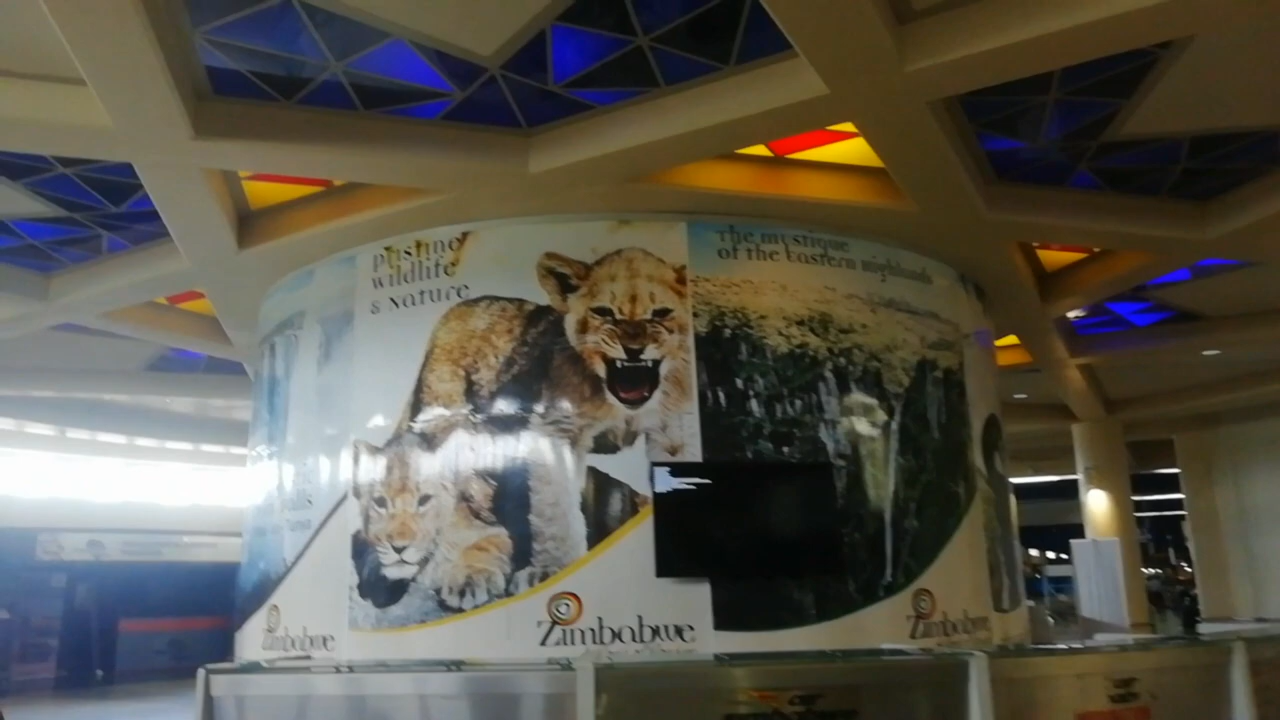 pristine
wildlife
& nature
The mystique
of the Eastern Highlands
Zimbabwe
Zimbabwe
Zimbabwe